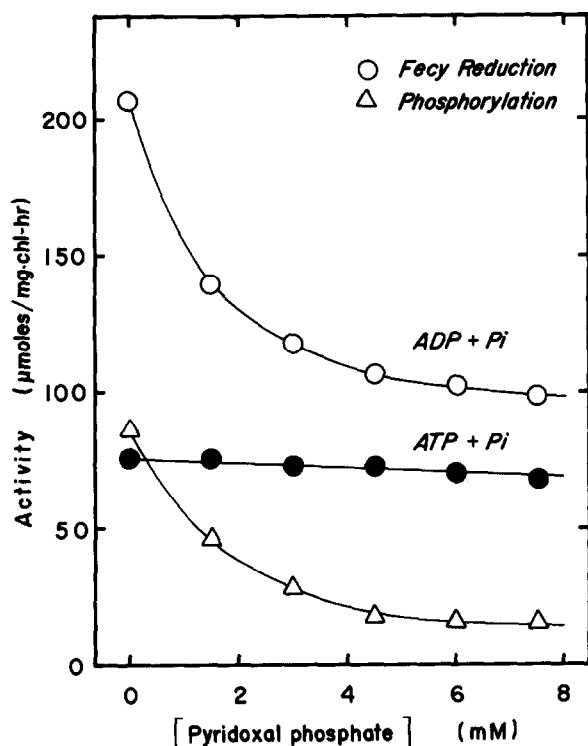 Fecy Reduction
Phosphorylation
200
150
100
50
0
ADP + Pi
ATP + Pi
Activity (μmoles/mg·chl-hr)
0 2 4 6 8
[Pyridoxal phosphate] (mM)